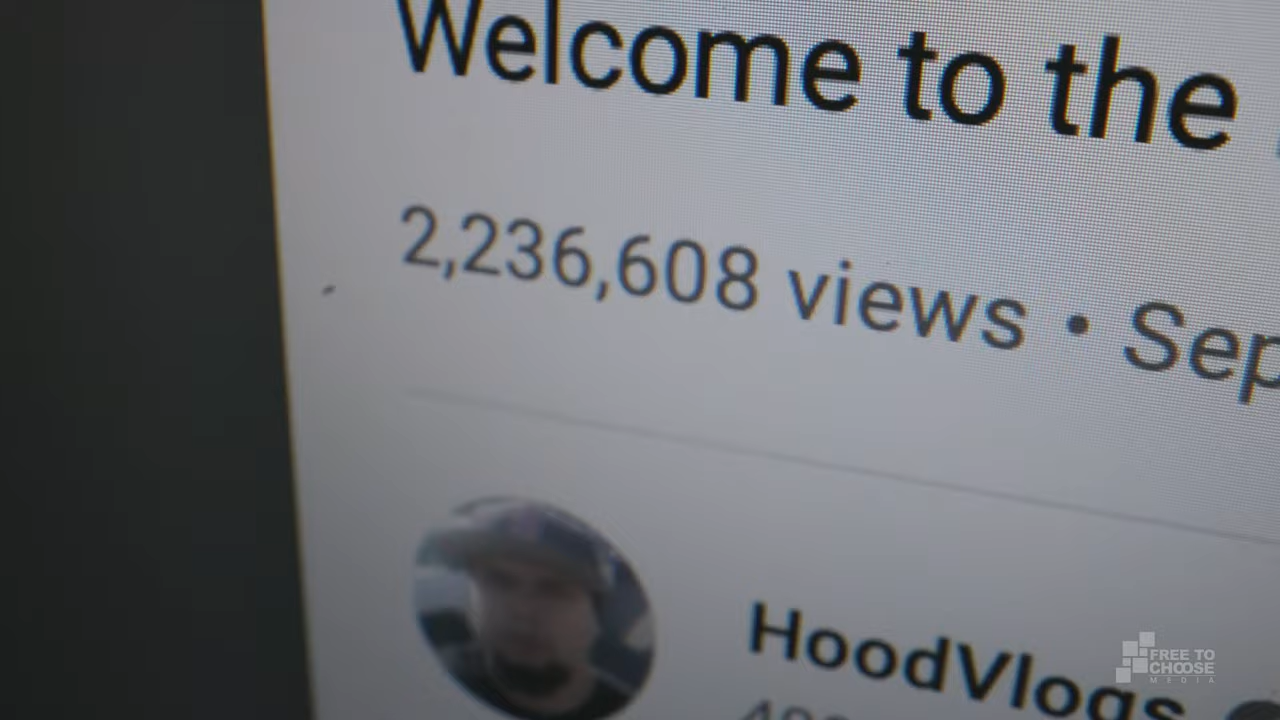 Welcome to the
2,236,608 views • Sep
HoodVlogs
FREE TO
CHOOSE
MEDIA